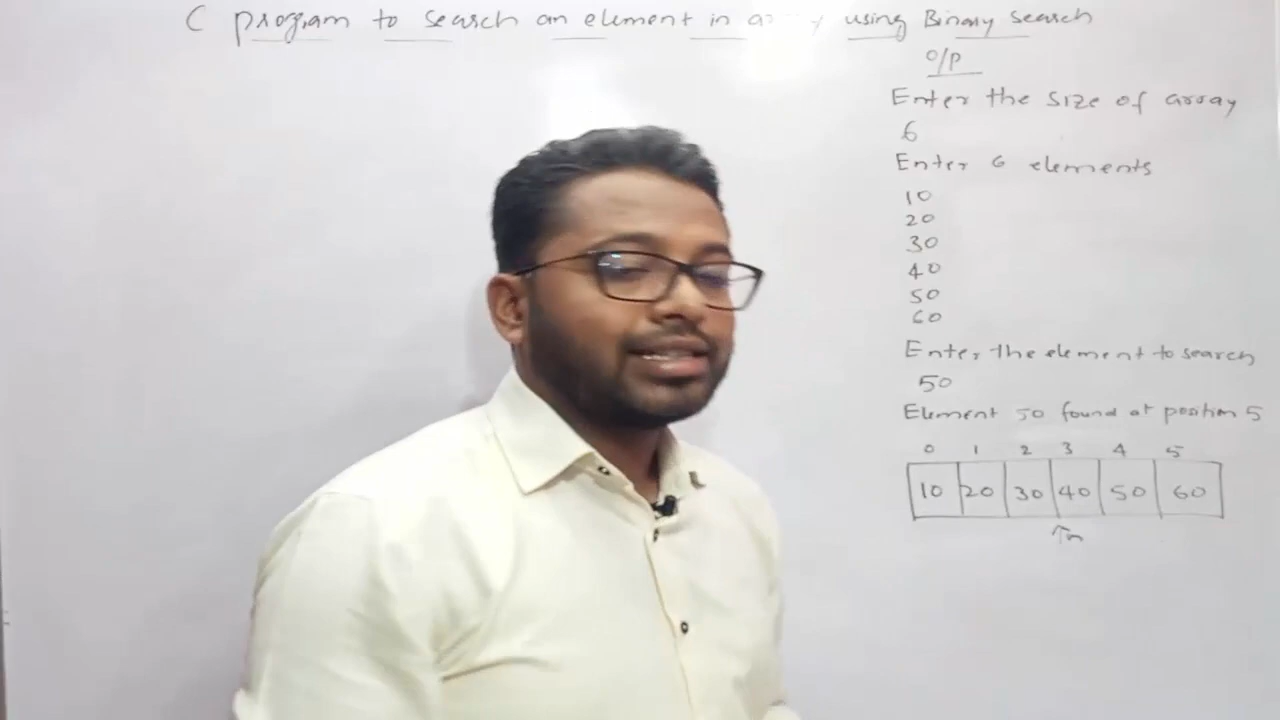 C program to search an element in array using Binary search
O/P
Enter the size of array
6
Enter 6 elements
10
20
30
40
50
60
Enter the element to search
50
Element 50 found at position 5
0 1 2 3 4 5
10 20 30 40 50 60